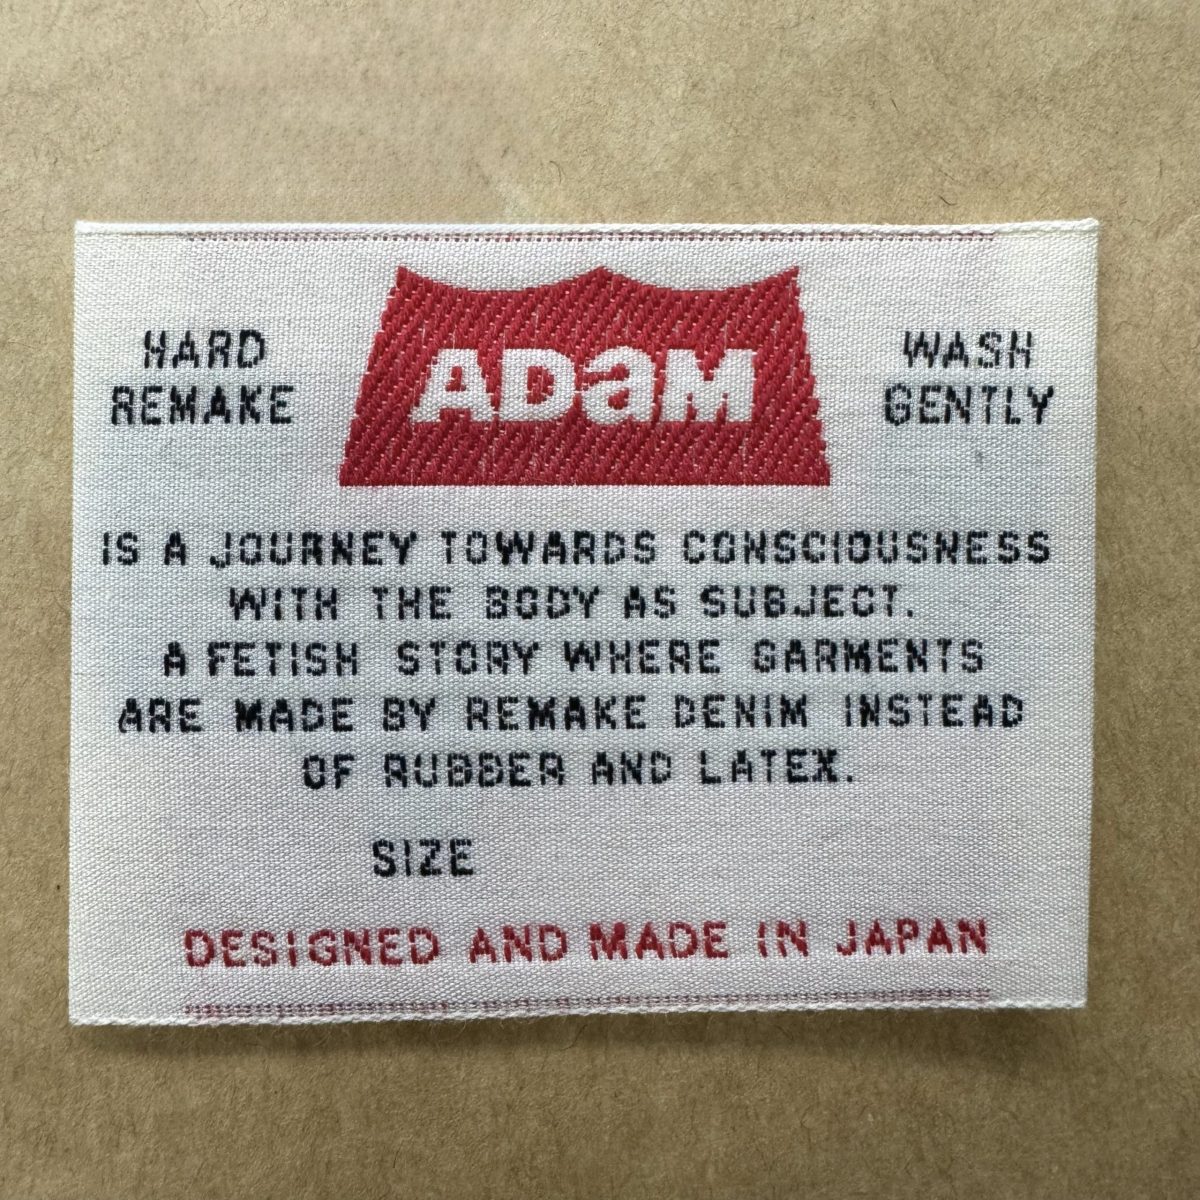 HARD
REMAKE
ADaM
WASH
GENTLY
IS A JOURNEY TOWARDS CONSCIOUSNESS
WITH THE BODY AS SUBJECT.
A FETISH STORY WHERE GARMENTS
ARE MADE BY REMAKE DENIM INSTEAD
OF RUBBER AND LATEX.
SIZE
DESIGNED AND MADE IN JAPAN